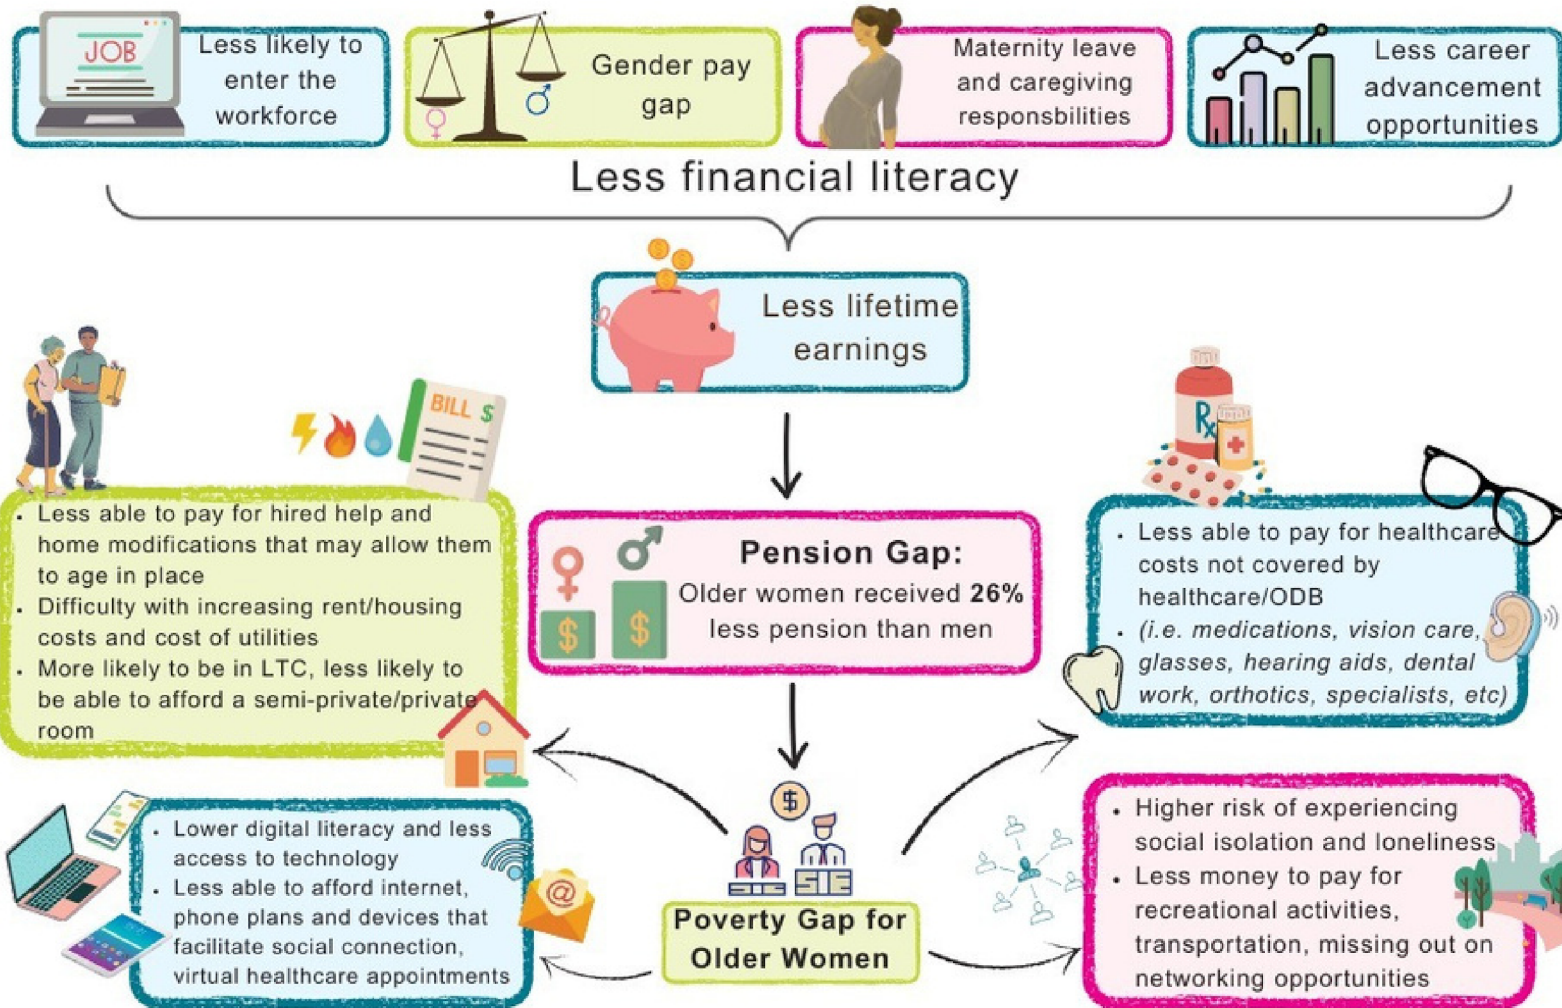 JOB
Less likely to
enter the
workforce
Gender pay
gap
Maternity leave
and caregiving
responsbilities
Less career
advancement
opportunities
Less financial literacy
Less lifetime
earnings
BILL $
• Less able to pay for hired help and
home modifications that may allow them
to age in place
• Difficulty with increasing rent/housing
costs and cost of utilities
• More likely to be in LTC, less likely to
be able to afford a semi-private/private
room
Pension Gap:
Older women received 26%
less pension than men
$
$
Rx
• Less able to pay for healthcare
costs not covered by
healthcare/ODB
• (i.e. medications, vision care,
glasses, hearing aids, dental
work, orthotics, specialists, etc)
• Lower digital literacy and less
access to technology
• Less able to afford internet,
phone plans and devices that
facilitate social connection,
virtual healthcare appointments
@
$
Poverty Gap for
Older Women
• Higher risk of experiencing
social isolation and loneliness
• Less money to pay for
recreational activities,
transportation, missing out on
networking opportunities